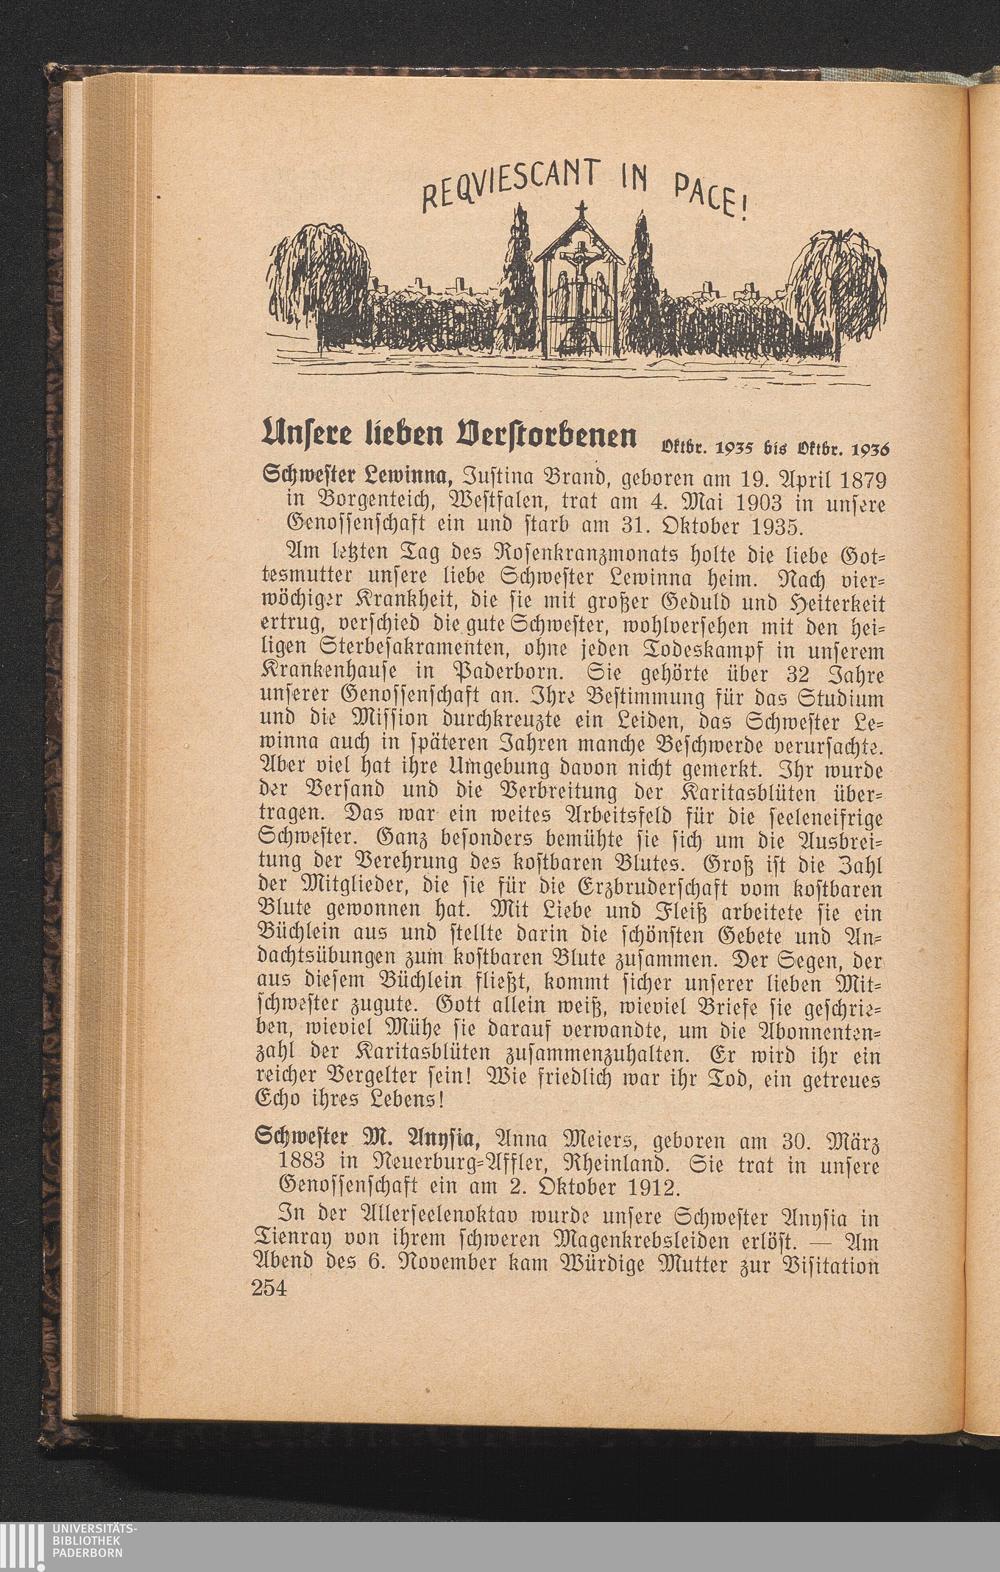 REQVIESCANT IN PACE!
Unsere lieben Verstorbenen Oktbr. 1935 bis Oktbr. 1936
Schwester Lewinna, Justina Brand, geboren am 19. April 1879
in Borgenteich, Westfalen, trat am 4. Mai 1903 in unsere
Genossenschaft ein und starb am 31. Oktober 1935.
Am letzten Tag des Rosenkranzmonats holte die liebe Got-
tesmutter unsere liebe Schwester Lewinna heim. Nach vier-
wöchiger Krankheit, die sie mit großer Geduld und Heiterkeit
ertrug, verschied die gute Schwester, wohlversehen mit den hei-
ligen Sterbesakramenten, ohne jeden Todeskampf in unserem
Krankenhause in Paderborn. Sie gehörte über 32 Jahre
unserer Genossenschaft an. Ihre Bestimmung für das Studium
und die Mission durchkreuzte ein Leiden, das Schwester Le-
winna auch in späteren Jahren manche Beschwerde verursachte.
Aber viel hat ihre Umgebung davon nicht gemerkt. Ihr wurde
der Versand und die Verbreitung der Karitasblüten über-
tragen. Das war ein weites Arbeitsfeld für die seeleneifrige
Schwester. Ganz besonders bemühte sie sich um die Ausbrei-
tung der Verehrung des kostbaren Blutes. Groß ist die Zahl
der Mitglieder, die sie für die Erzbruderschaft vom kostbaren
Blute gewonnen hat. Mit Liebe und Fleiß arbeitete sie ein
Büchlein aus und stellte darin die schönsten Gebete und An-
dachtsübungen zum kostbaren Blute zusammen. Der Segen, der
aus diesem Büchlein fließt, kommt sicher unserer lieben Mit-
schwester zugute. Gott allein weiß, wieviel Briefe sie geschrie-
ben, wieviel Mühe sie darauf verwandte, um die Abonnenten-
zahl der Karitasblüten zusammenzuhalten. Er wird ihr ein
reicher Vergelter sein! Wie friedlich war ihr Tod, ein getreues
Echo ihres Lebens!
Schwester M. Anysia, Anna Meiers, geboren am 30. März
1883 in Neuerburg-Affler, Rheinland. Sie trat in unsere
Genossenschaft ein am 2. Oktober 1912.
In der Allerseelenoktav wurde unsere Schwester Anysia in
Tienray von ihrem schweren Magenkrebsleiden erlöst. — Am
Abend des 6. November kam Würdige Mutter zur Visitation
254
UNIVERSITÄTS-
BIBLIOTHEK
PADERBORN